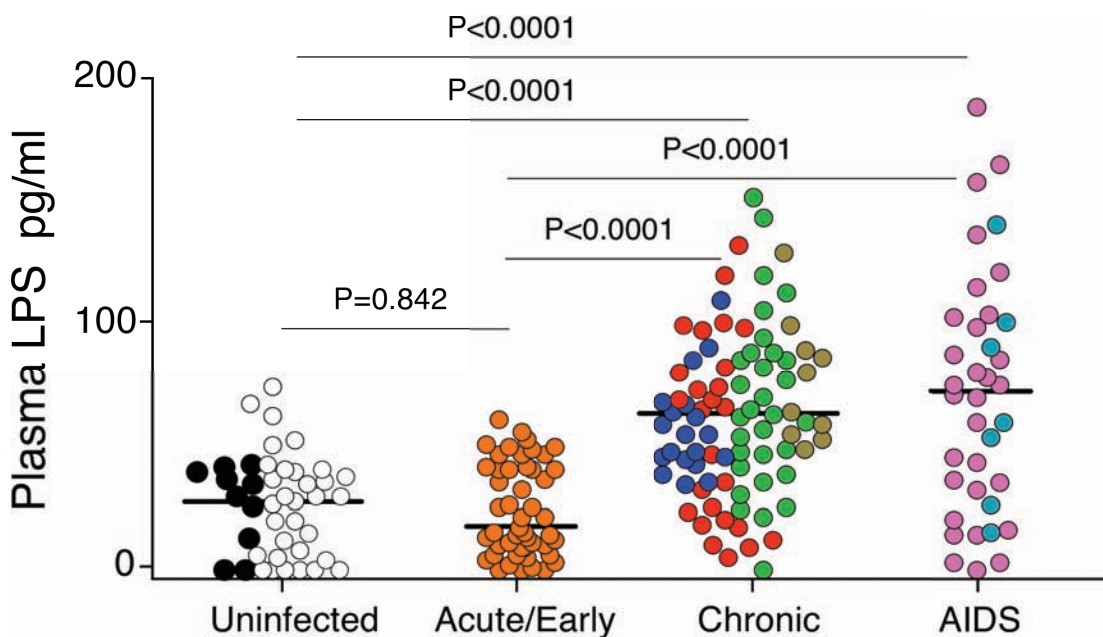 P<0.0001
200
P<0.0001
P<0.0001
P<0.0001
P=0.842
100
0
Plasma LPS pg/ml
Uninfected Acute/Early Chronic AIDS